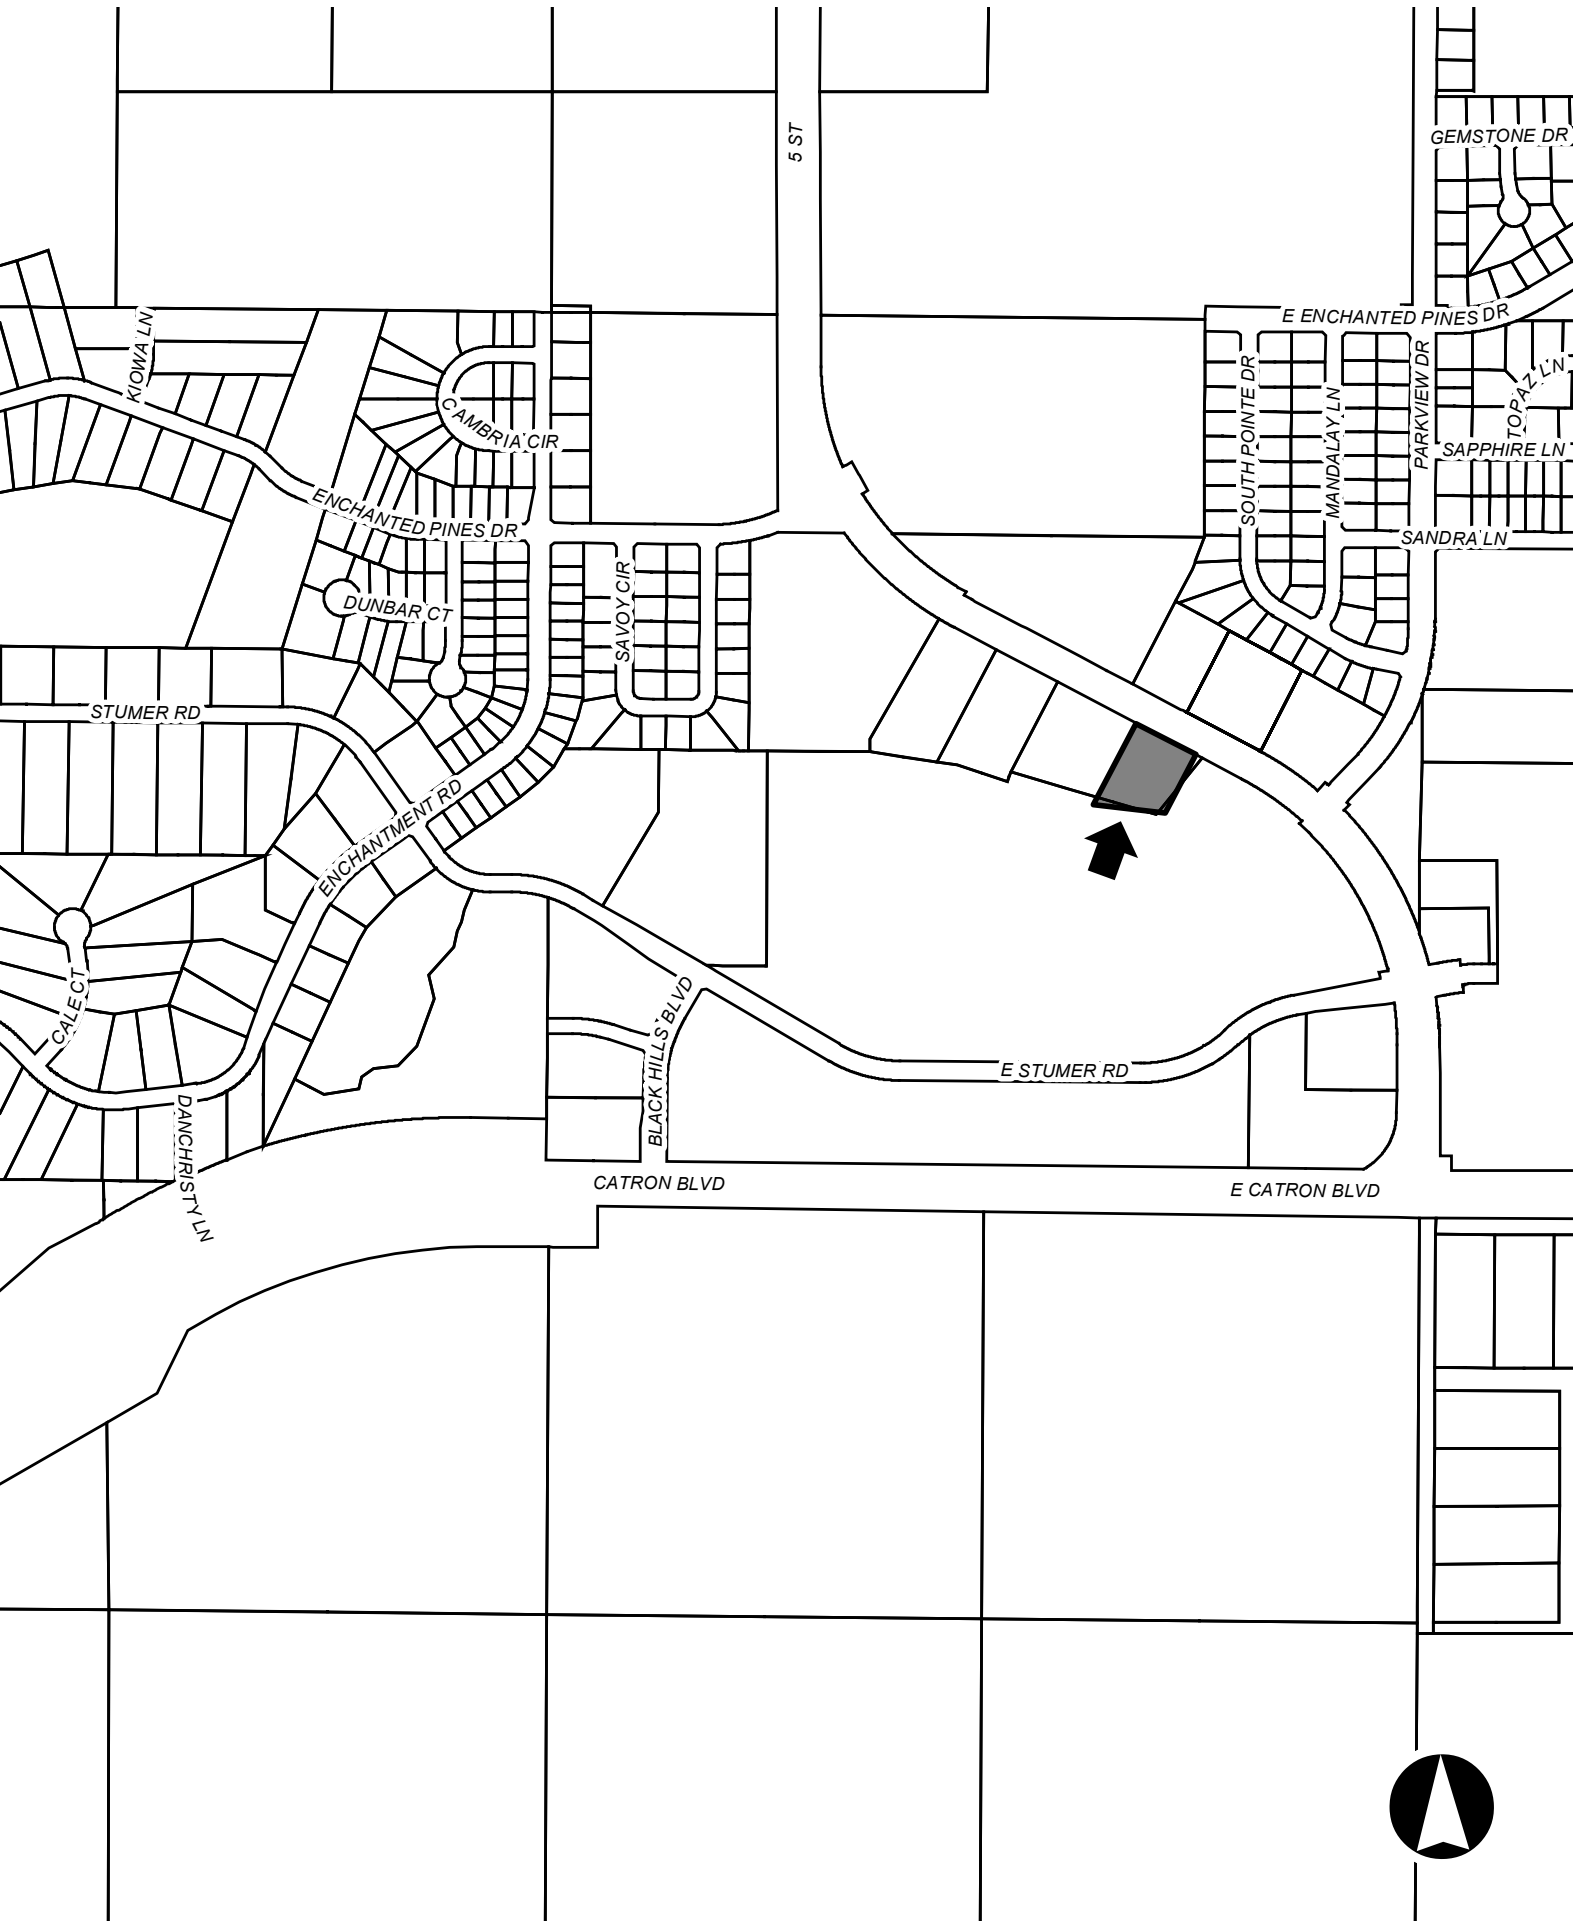 5 ST
GEMSTONE DR
E ENCHANTED PINES DR
KIOWA LN
SOUTH POINTE DR
MANDALAY LN
PARKVIEW DR
TOPAZ LN
CAMBRIA CIR
SAPPHIRE LN
ENCHANTED PINES DR
SANDRA LN
SAVOY CIR
DUNBAR CT
STUMER RD
ENCHANTMENT RD
CALE CT
BLACK HILLS BLVD
E STUMER RD
DANCHRISTY LN
CATRON BLVD
E CATRON BLVD